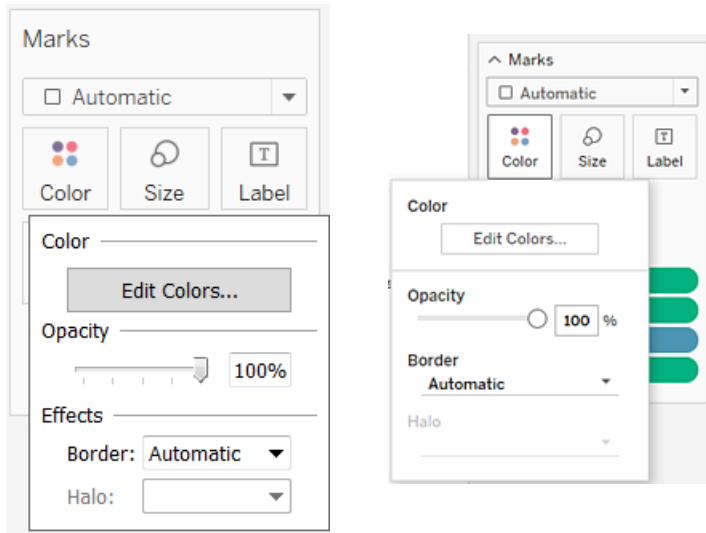 Marks
Automatic
Color Size Label
Color
Edit Colors...
Opacity
100%
Effects
Border: Automatic
Halo:
Marks
Automatic
Color Size Label
Color
Edit Colors...
Opacity
100 %
Border
Automatic
Halo